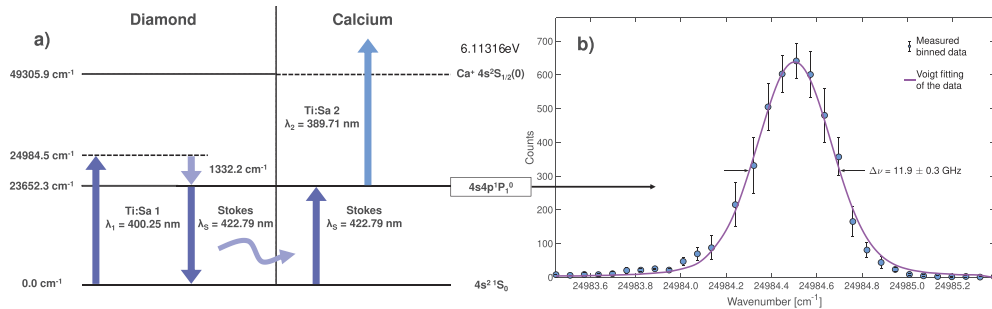 Diamond
Calcium
a)
6.11316eV
49305.9 cm⁻¹
Ca⁺ 4s²S₁/₂(0)
Ti:Sa 2
λ₂ = 389.71 nm
24984.5 cm⁻¹
1332.2 cm⁻¹
23652.3 cm⁻¹
4s4p¹P₁⁰
Ti:Sa 1
λ₁ = 400.25 nm
Stokes
λₛ = 422.79 nm
Stokes
λₛ = 422.79 nm
0.0 cm⁻¹
4s² ¹S₀
b)
Measured
binned data
Voigt fitting
of the data
Δν = 11.9 ± 0.3 GHz
Counts
700
600
500
400
300
200
100
0
24983.6 24983.8 24984.0 24984.2 24984.4 24984.6 24984.8 24985.0 24985.2
Wavenumber [cm⁻¹]